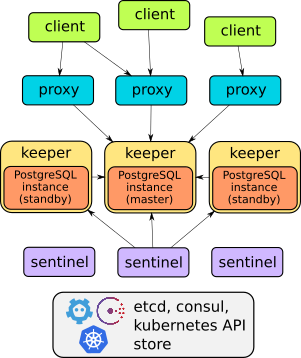 client
client
client
proxy
proxy
proxy
keeper
PostgreSQL
instance
(standby)
keeper
PostgreSQL
instance
(master)
keeper
PostgreSQL
instance
(standby)
sentinel
sentinel
sentinel
etcd, consul,
kubernetes API
store